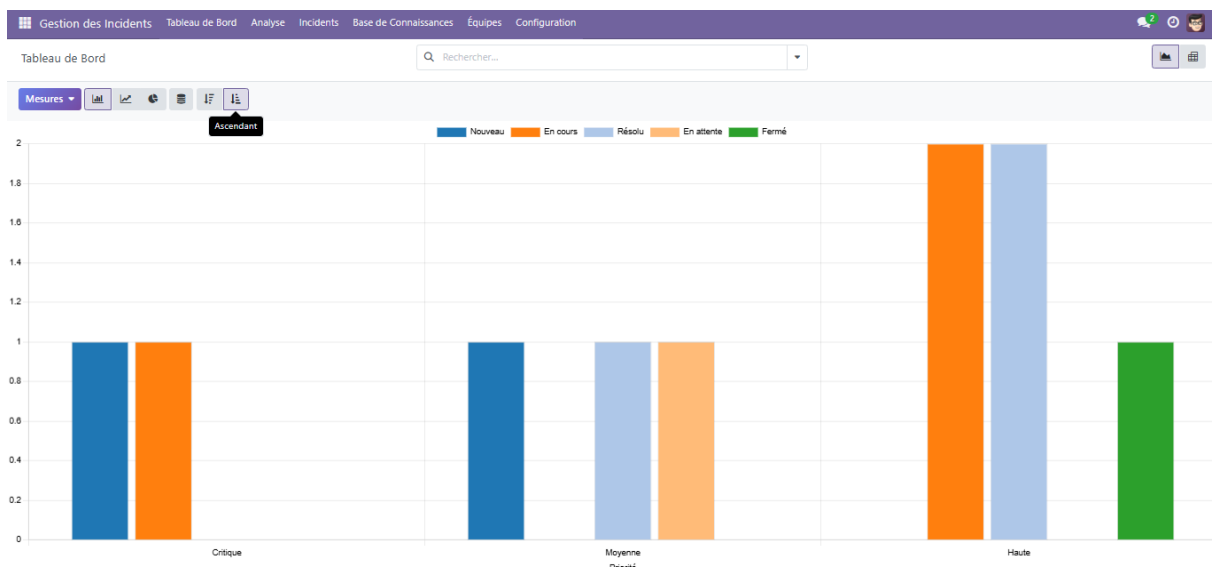 Gestion des Incidents Tableau de Bord Analyse Incidents Base de Connaissances Équipes Configuration 2
Tableau de Bord Rechercher...
Mesures
Ascendant
Nouveau En cours Résolu En attente Fermé
2
1.8
1.6
1.4
1.2
1
0.8
0.6
0.4
0.2
0
Critique Moyenne Haute
Priorité